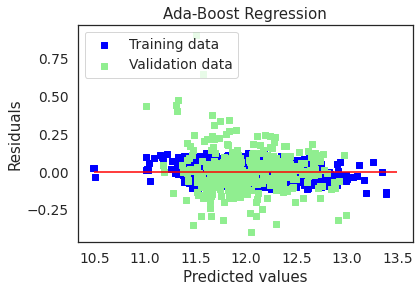 Ada-Boost Regression
Training data
Validation data
Residuals
0.75
0.50
0.25
0.00
−0.25
10.5 11.0 11.5 12.0 12.5 13.0 13.5
Predicted values